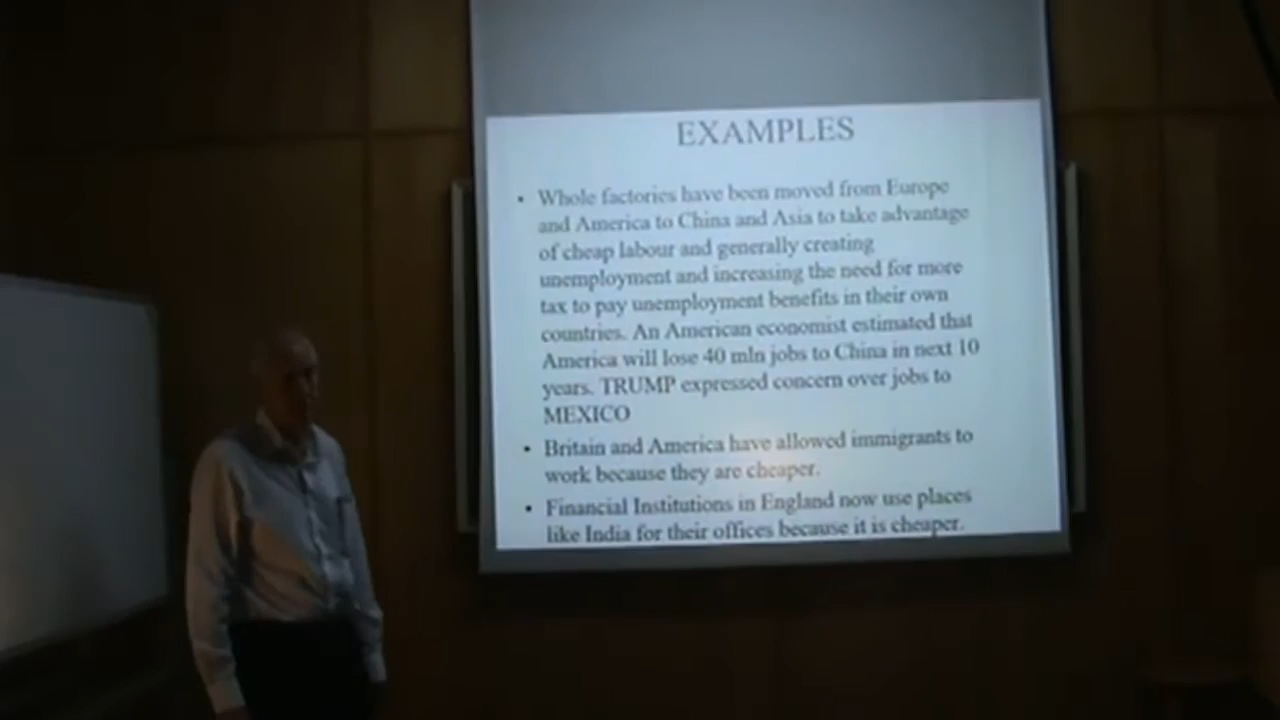 EXAMPLES
• Whole factories have been moved from Europe
and America to China and Asia to take advantage
of cheap labour and generally creating
unemployment and increasing the need for more
tax to pay unemployment benefits in their own
countries. An American economist estimated that
America will lose 40 mln jobs to China in next 10
years. TRUMP expressed concern over jobs to
MEXICO
• Britain and America have allowed immigrants to
work because they are cheaper.
• Financial Institutions in England now use places
like India for their offices because it is cheaper.